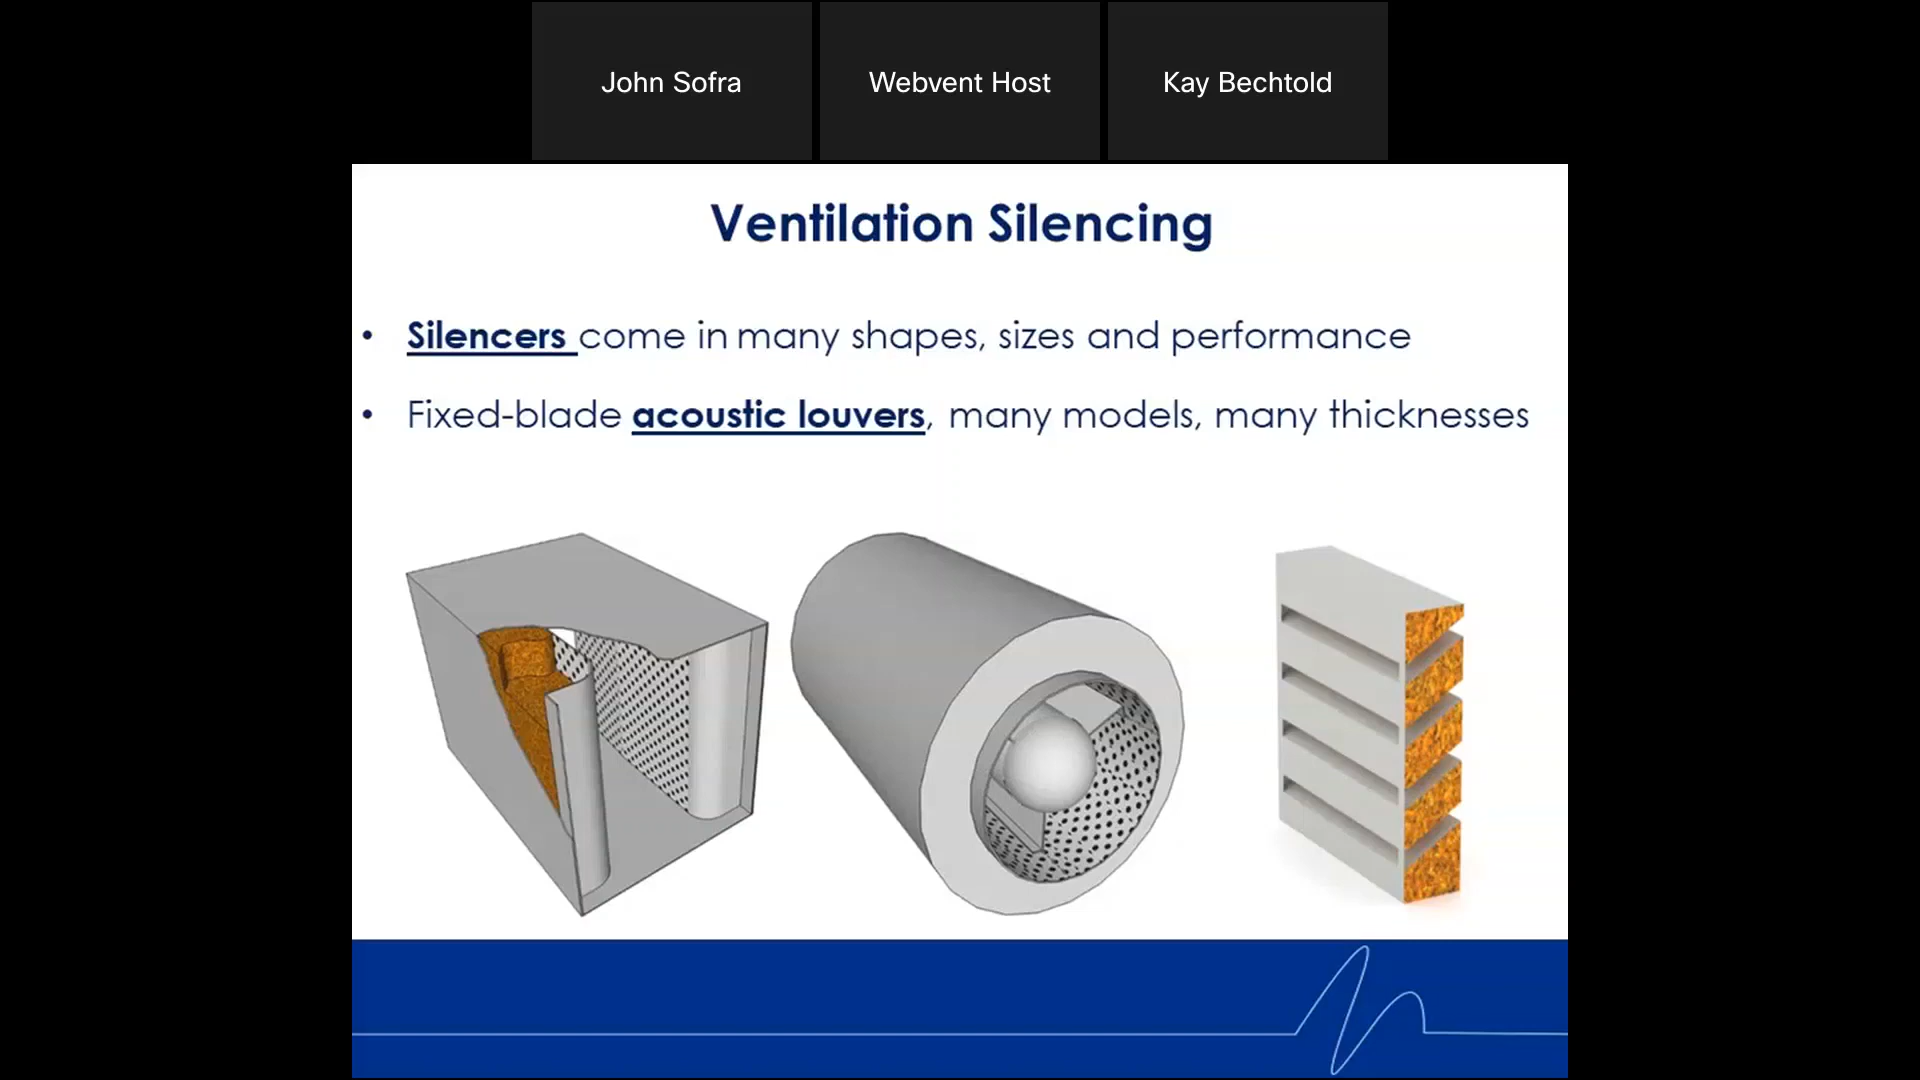 John Sofra
Webvent Host
Kay Bechtold
Ventilation Silencing
• Silencers come in many shapes, sizes and performance
• Fixed-blade acoustic louvers, many models, many thicknesses